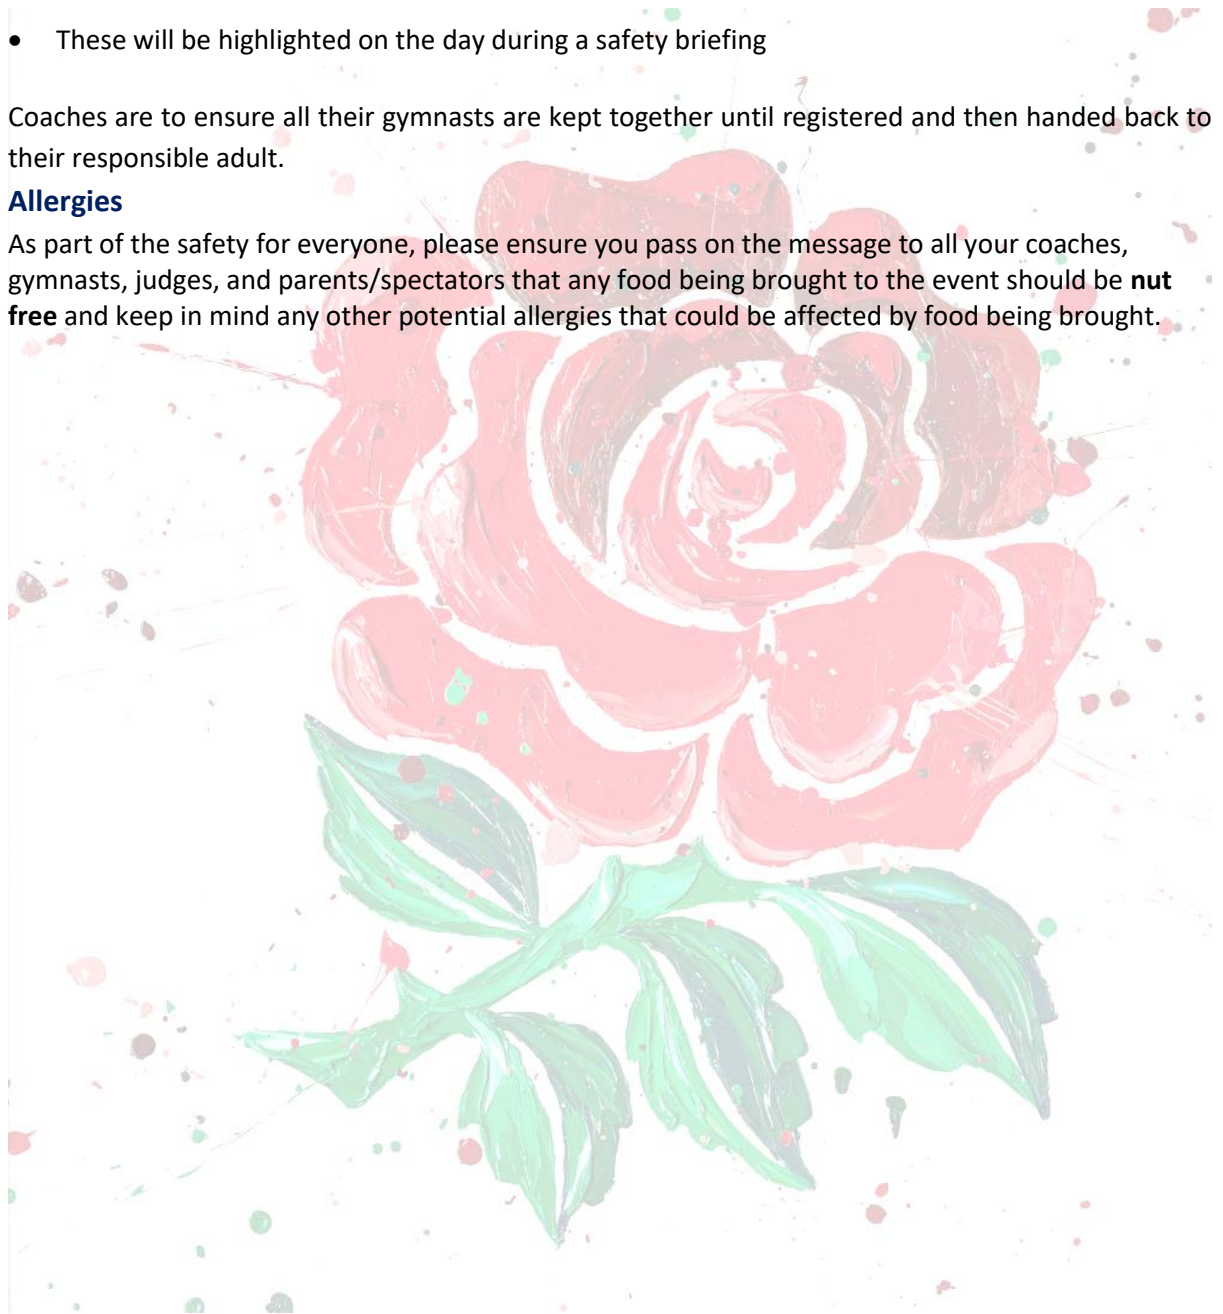 • These will be highlighted on the day during a safety briefing
Coaches are to ensure all their gymnasts are kept together until registered and then handed back to
their responsible adult.
Allergies
As part of the safety for everyone, please ensure you pass on the message to all your coaches,
gymnasts, judges, and parents/spectators that any food being brought to the event should be nut
free and keep in mind any other potential allergies that could be affected by food being brought.